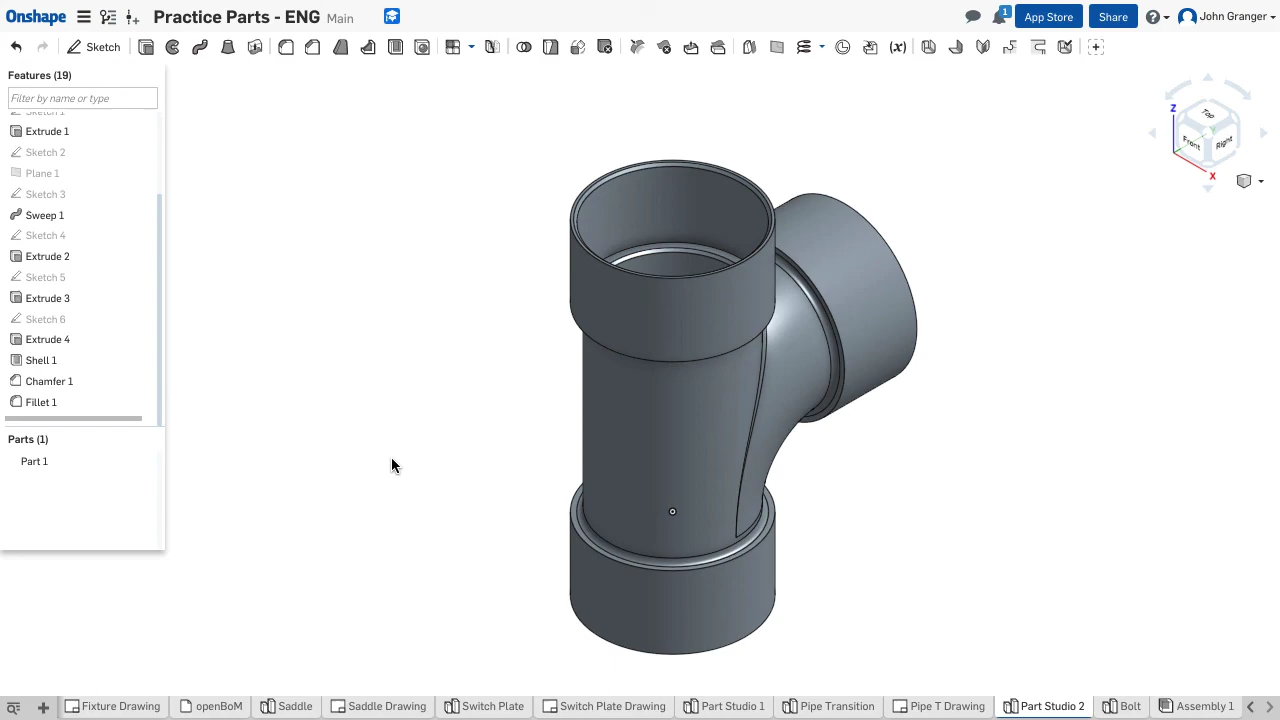 Onshape Practice Parts - ENG Main 1 App Store Share John Granger
Sketch (x)
Features (19)
Filter by name or type
Sketch 1
Extrude 1
Sketch 2
Plane 1
Sketch 3
Sweep 1
Sketch 4
Extrude 2
Sketch 5
Extrude 3
Sketch 6
Extrude 4
Shell 1
Chamfer 1
Fillet 1
Parts (1)
Part 1
Z
Top
Front
Right
X
Fixture Drawing openBoM Saddle Saddle Drawing Switch Plate Switch Plate Drawing Part Studio 1 Pipe Transition Pipe T Drawing Part Studio 2 Bolt Assembly 1